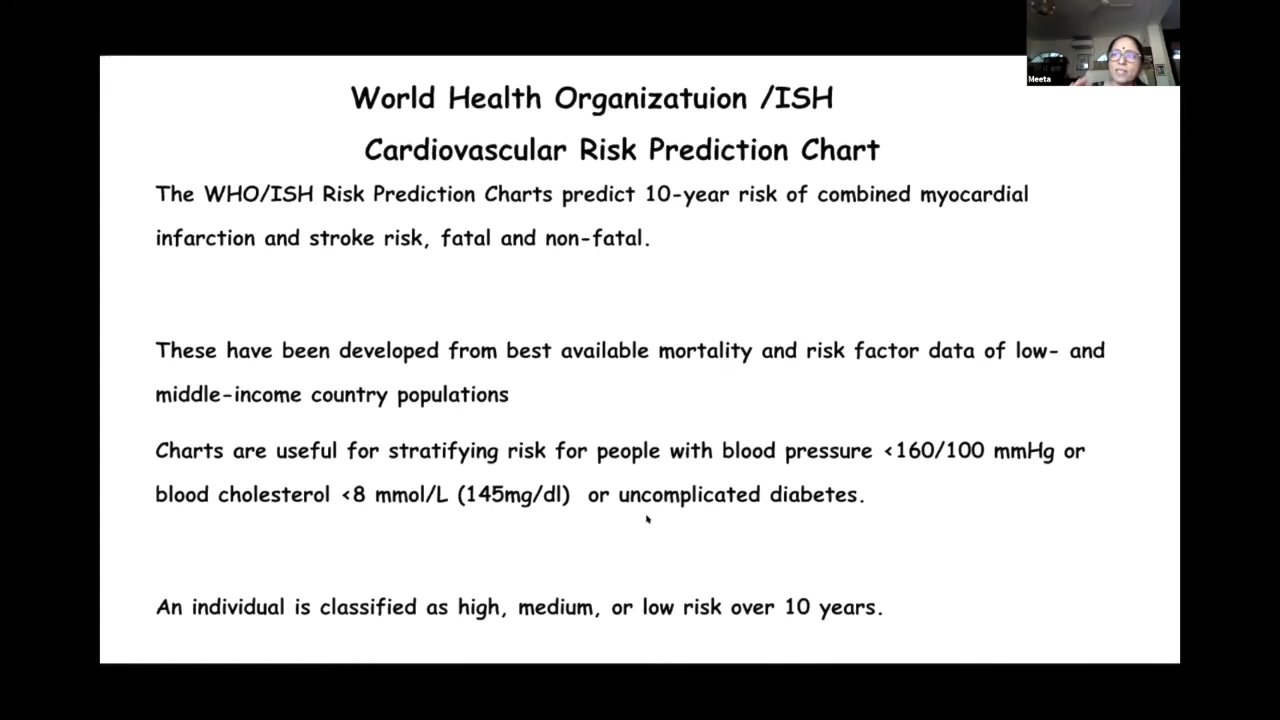 World Health Organizatuion /ISH
Cardiovascular Risk Prediction Chart
The WHO/ISH Risk Prediction Charts predict 10-year risk of combined myocardial
infarction and stroke risk, fatal and non-fatal.
These have been developed from best available mortality and risk factor data of low- and
middle-income country populations
Charts are useful for stratifying risk for people with blood pressure <160/100 mmHg or
blood cholesterol <8 mmol/L (145mg/dl) or uncomplicated diabetes.
An individual is classified as high, medium, or low risk over 10 years.
Meeta